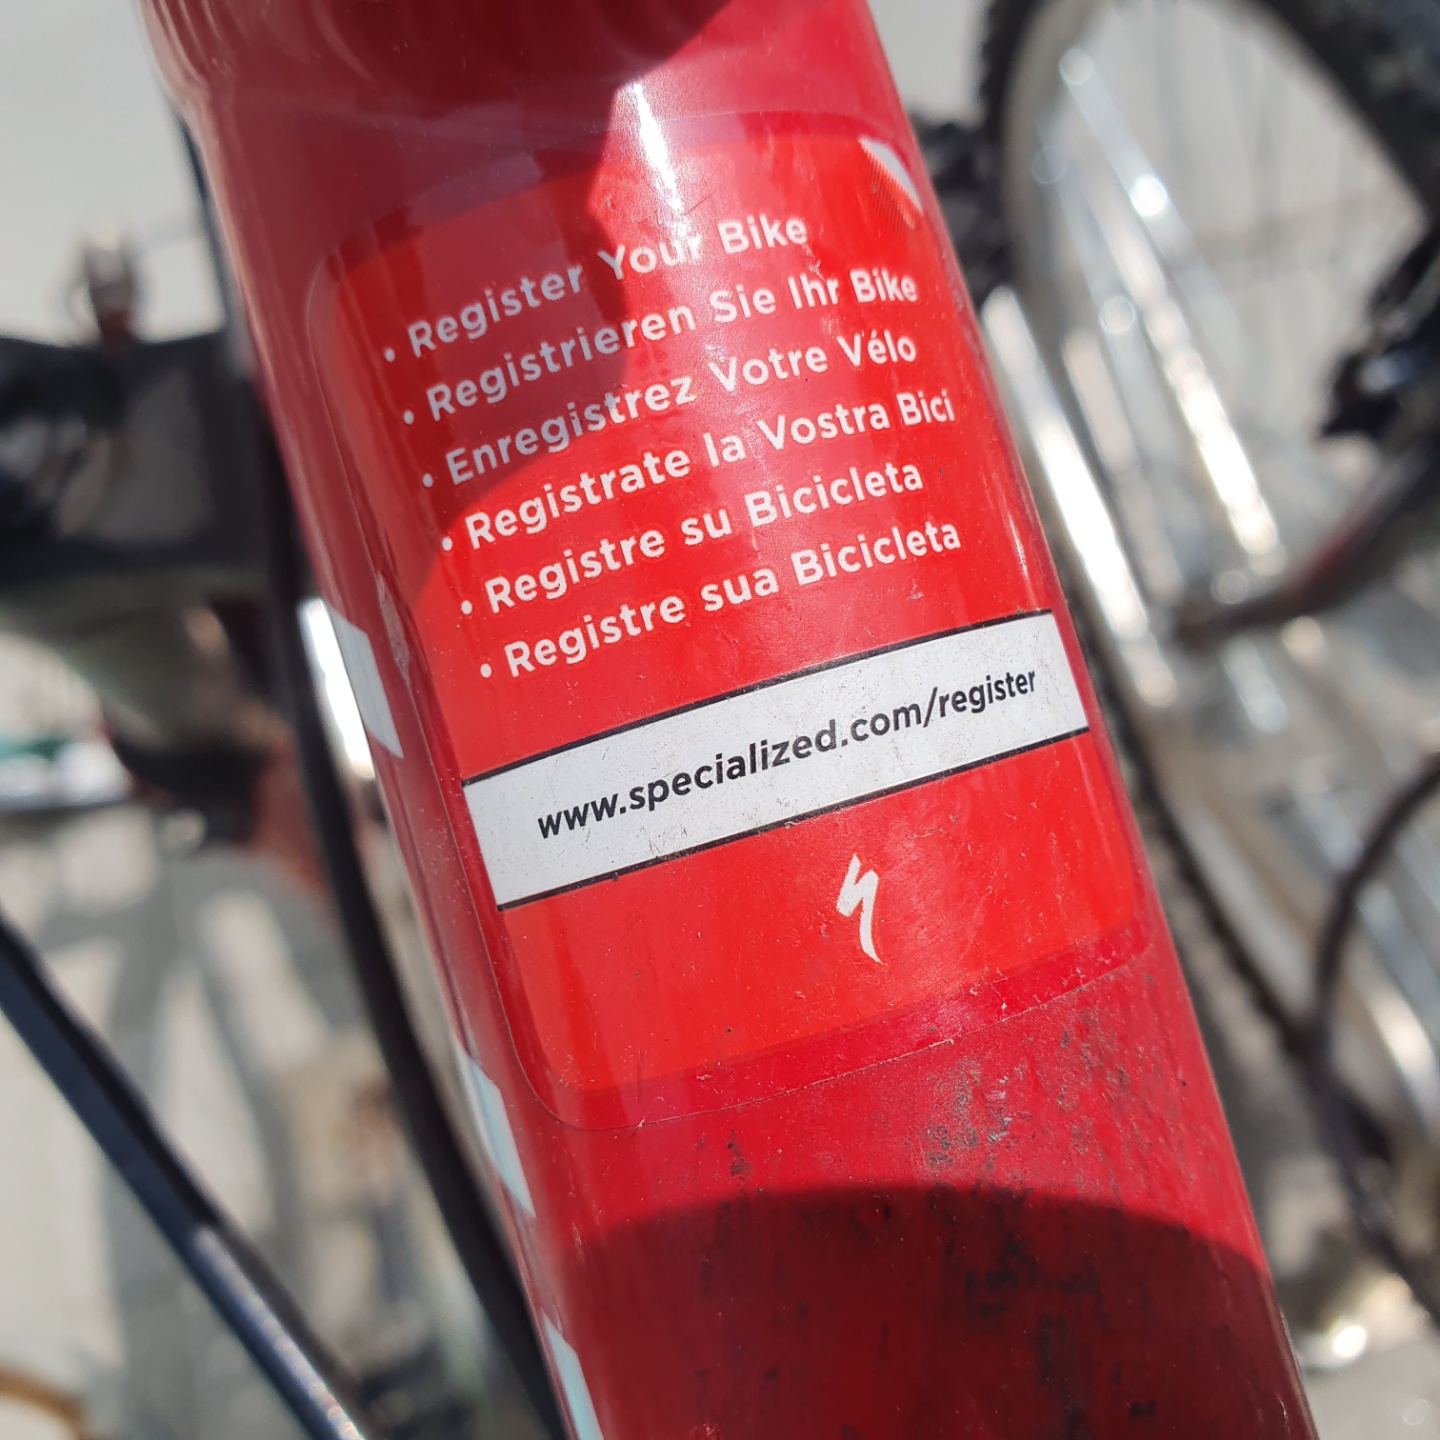 • Register Your Bike
• Registrieren Sie Ihr Bike
• Enregistrez Votre Vélo
• Registrate la Vostra Bici
• Registre su Bicicleta
• Registre sua Bicicleta
www.specialized.com/register